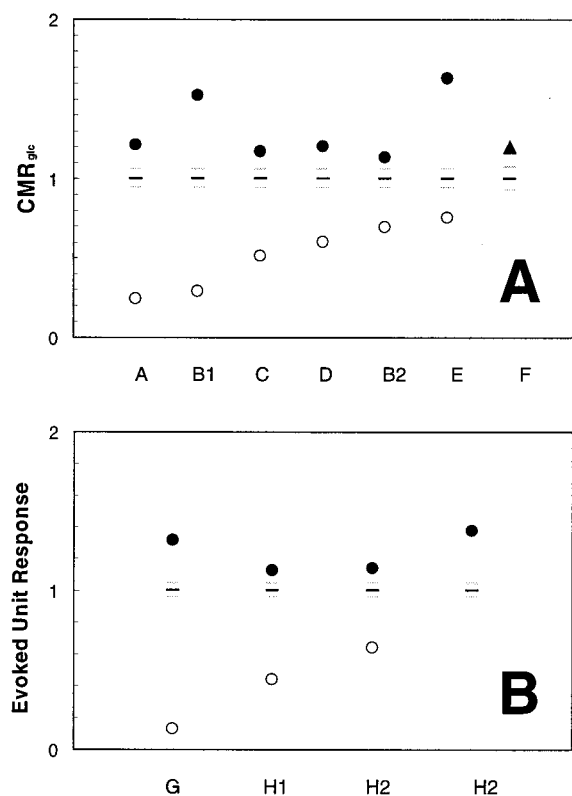 2
CMRglc
1
A
0
A B1 C D B2 E F
2
Evoked Unit Response
1
B
0
G H1 H2 H2